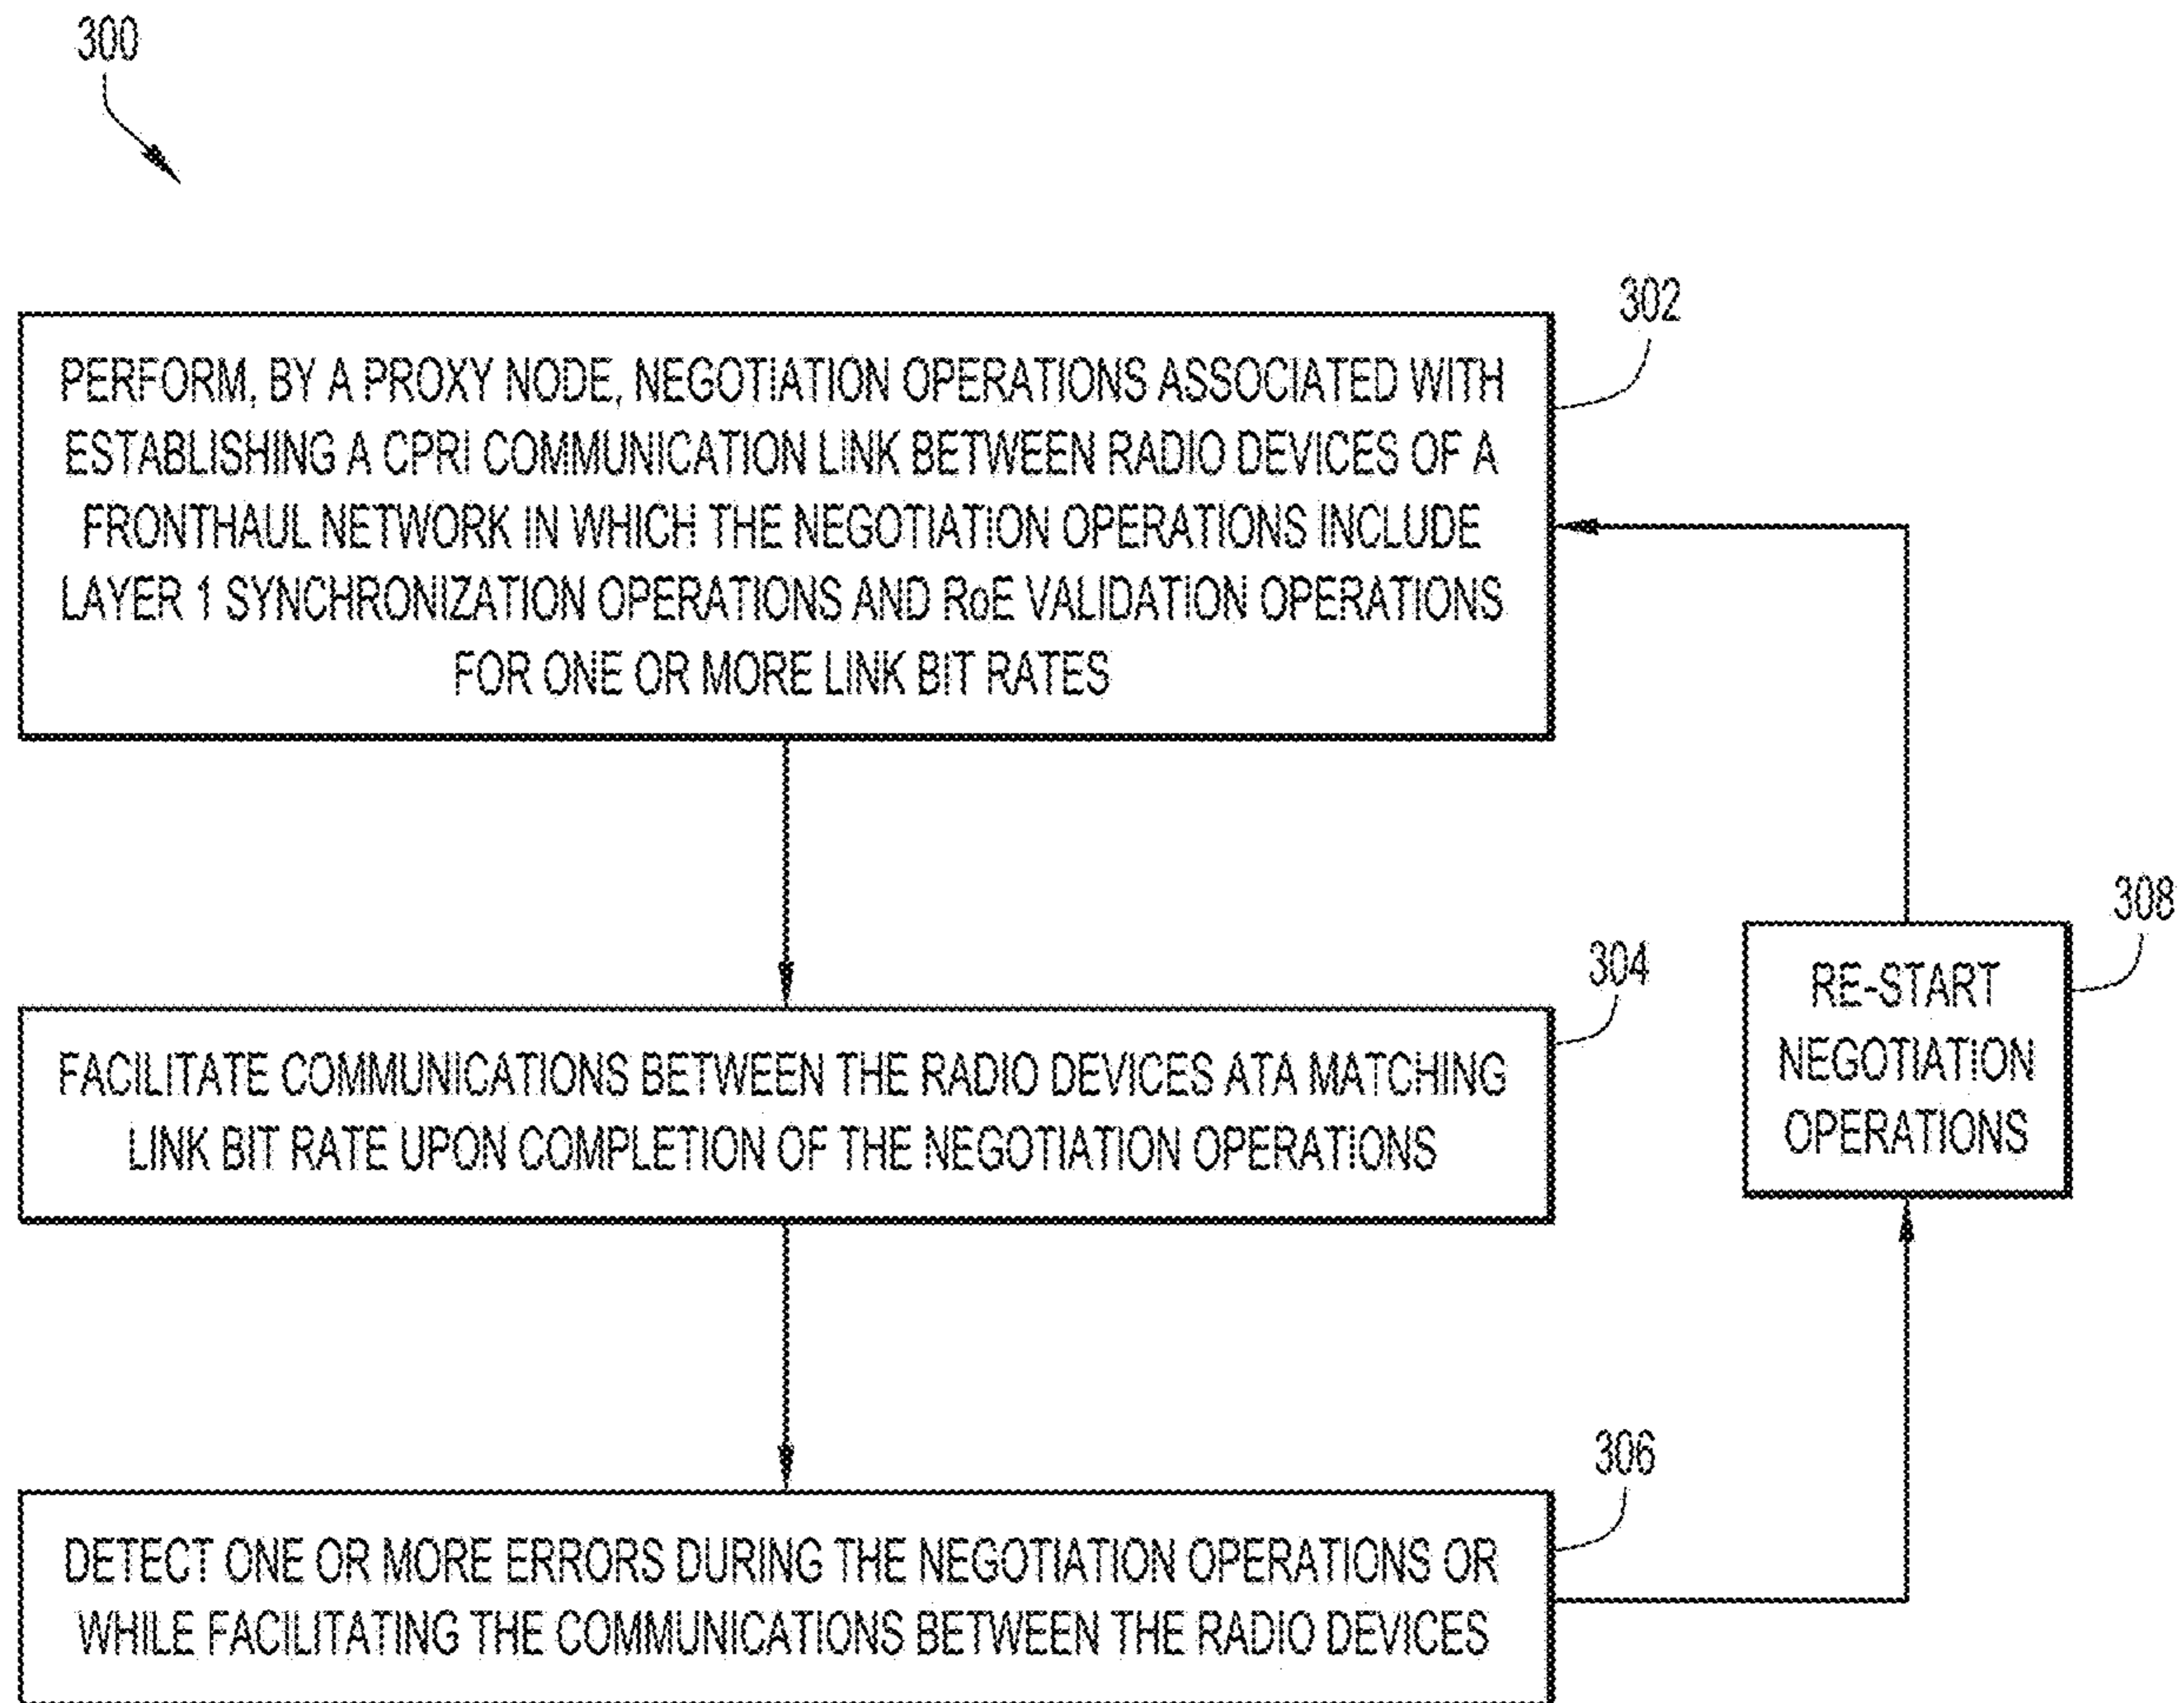 300
302
PERFORM, BY A PROXY NODE, NEGOTIATION OPERATIONS ASSOCIATED WITH
ESTABLISHING A CPRI COMMUNICATION LINK BETWEEN RADIO DEVICES OF A
FRONTHAUL NETWORK IN WHICH THE NEGOTIATION OPERATIONS INCLUDE
LAYER 1 SYNCHRONIZATION OPERATIONS AND RoE VALIDATION OPERATIONS
FOR ONE OR MORE LINK BIT RATES
304
FACILITATE COMMUNICATIONS BETWEEN THE RADIO DEVICES ATA MATCHING
LINK BIT RATE UPON COMPLETION OF THE NEGOTIATION OPERATIONS
306
DETECT ONE OR MORE ERRORS DURING THE NEGOTIATION OPERATIONS OR
WHILE FACILITATING THE COMMUNICATIONS BETWEEN THE RADIO DEVICES
308
RE-START
NEGOTIATION
OPERATIONS